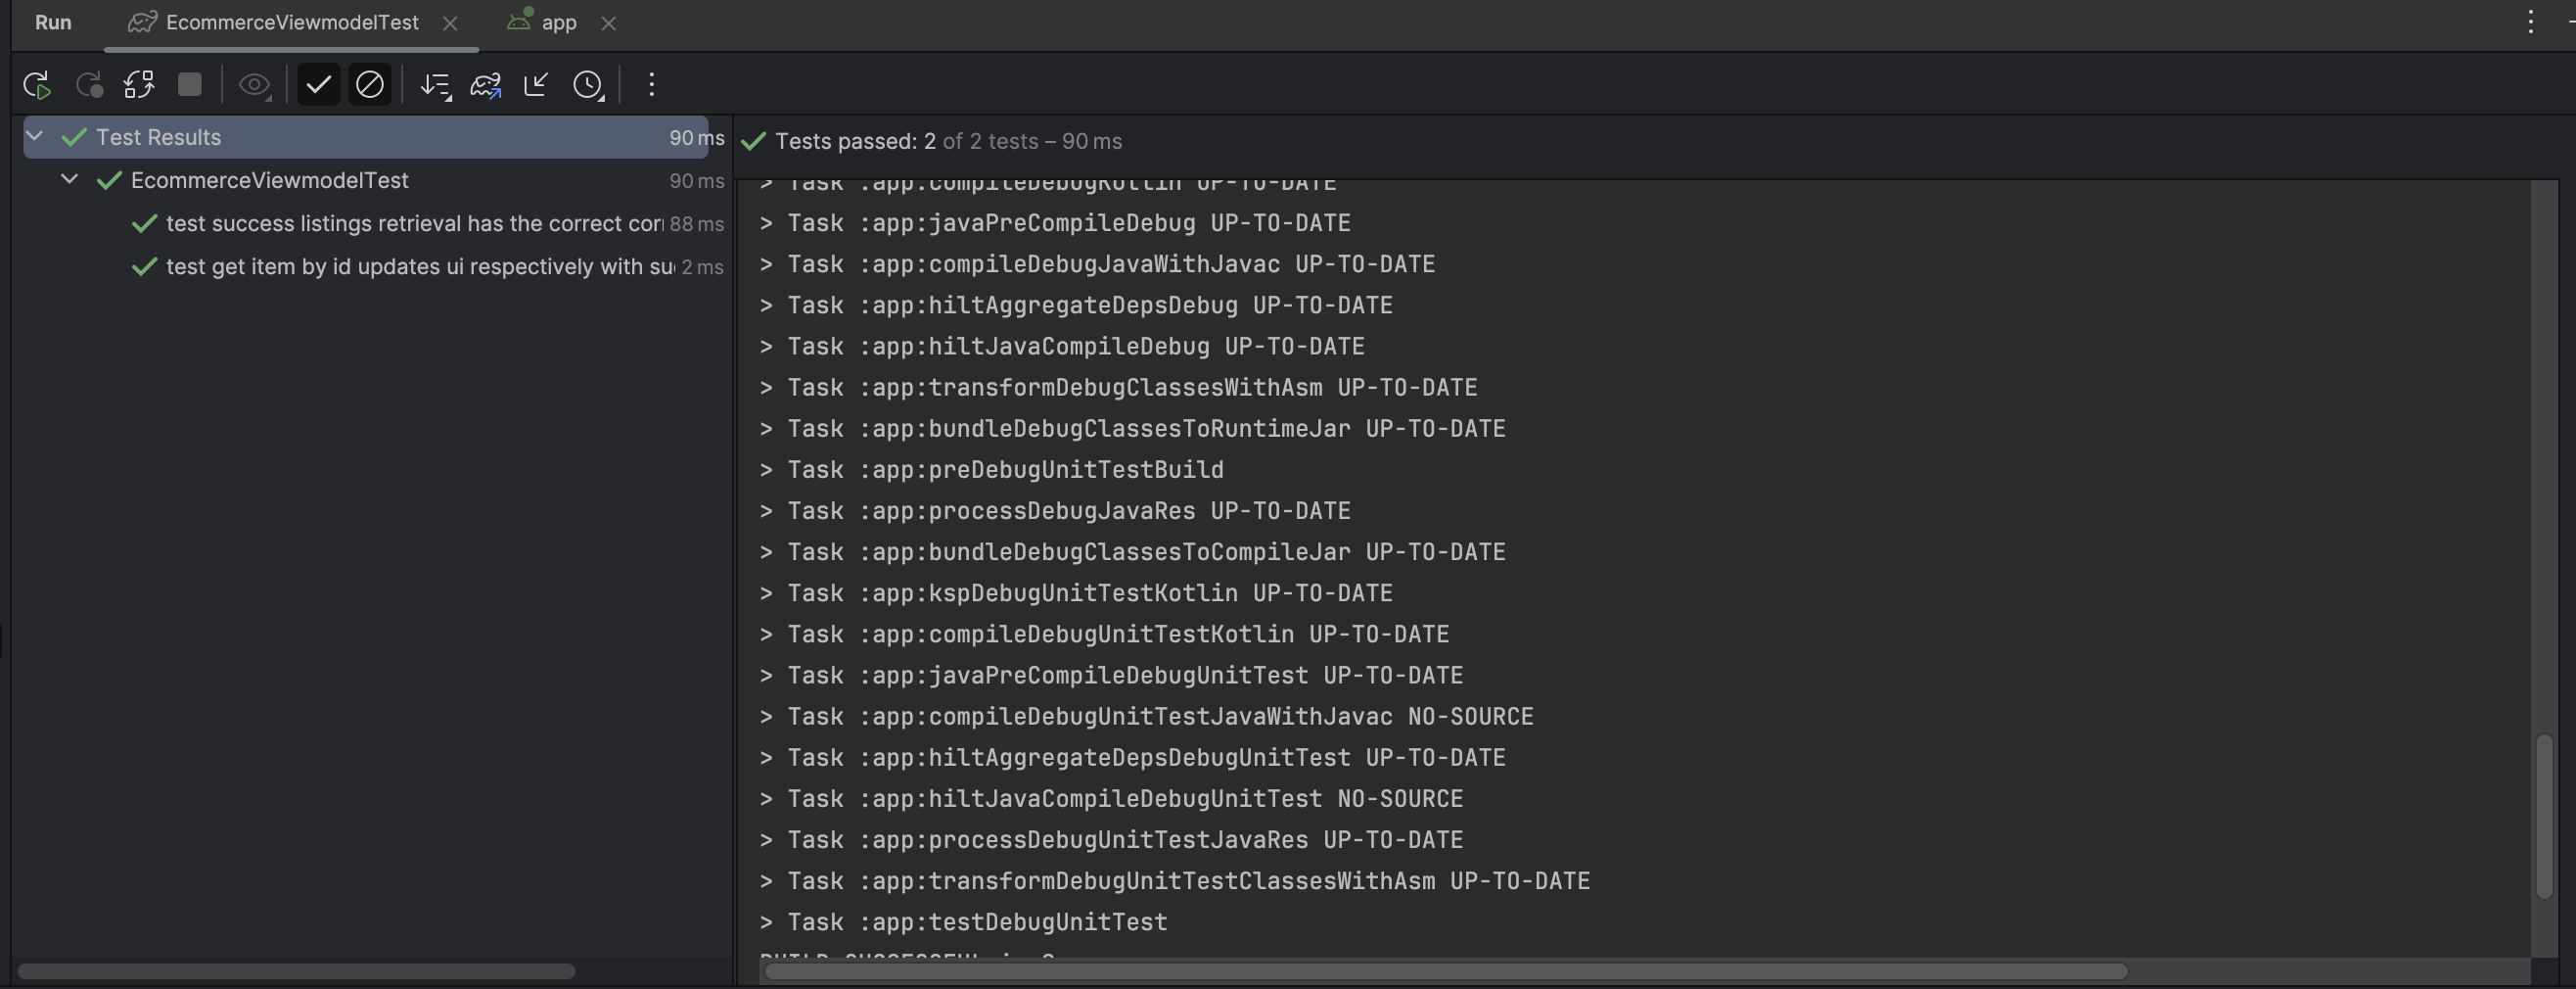 Run EcommerceViewmodelTest app
Test Results 90 ms
EcommerceViewmodelTest 90 ms
test success listings retrieval has the correct 88 ms
test get item by id updates ui respectively with 2 ms
Tests passed: 2 of 2 tests – 90 ms
> Task :app:compileDebugKotlin UP-TO-DATE
> Task :app:javaPreCompileDebug UP-TO-DATE
> Task :app:compileDebugJavaWithJavac UP-TO-DATE
> Task :app:hiltAggregateDepsDebug UP-TO-DATE
> Task :app:hiltJavaCompileDebug UP-TO-DATE
> Task :app:transformDebugClassesWithAsm UP-TO-DATE
> Task :app:bundleDebugClassesToRuntimeJar UP-TO-DATE
> Task :app:preDebugUnitTestBuild
> Task :app:processDebugJavaRes UP-TO-DATE
> Task :app:bundleDebugClassesToCompileJar UP-TO-DATE
> Task :app:kspDebugUnitTestKotlin UP-TO-DATE
> Task :app:compileDebugUnitTestKotlin UP-TO-DATE
> Task :app:javaPreCompileDebugUnitTest UP-TO-DATE
> Task :app:compileDebugUnitTestJavaWithJavac NO-SOURCE
> Task :app:hiltAggregateDepsDebugUnitTest UP-TO-DATE
> Task :app:hiltJavaCompileDebugUnitTest NO-SOURCE
> Task :app:processDebugUnitTestJavaRes UP-TO-DATE
> Task :app:transformDebugUnitTestClassesWithAsm UP-TO-DATE
> Task :app:testDebugUnitTest
BUILD SUCCESSFUL in